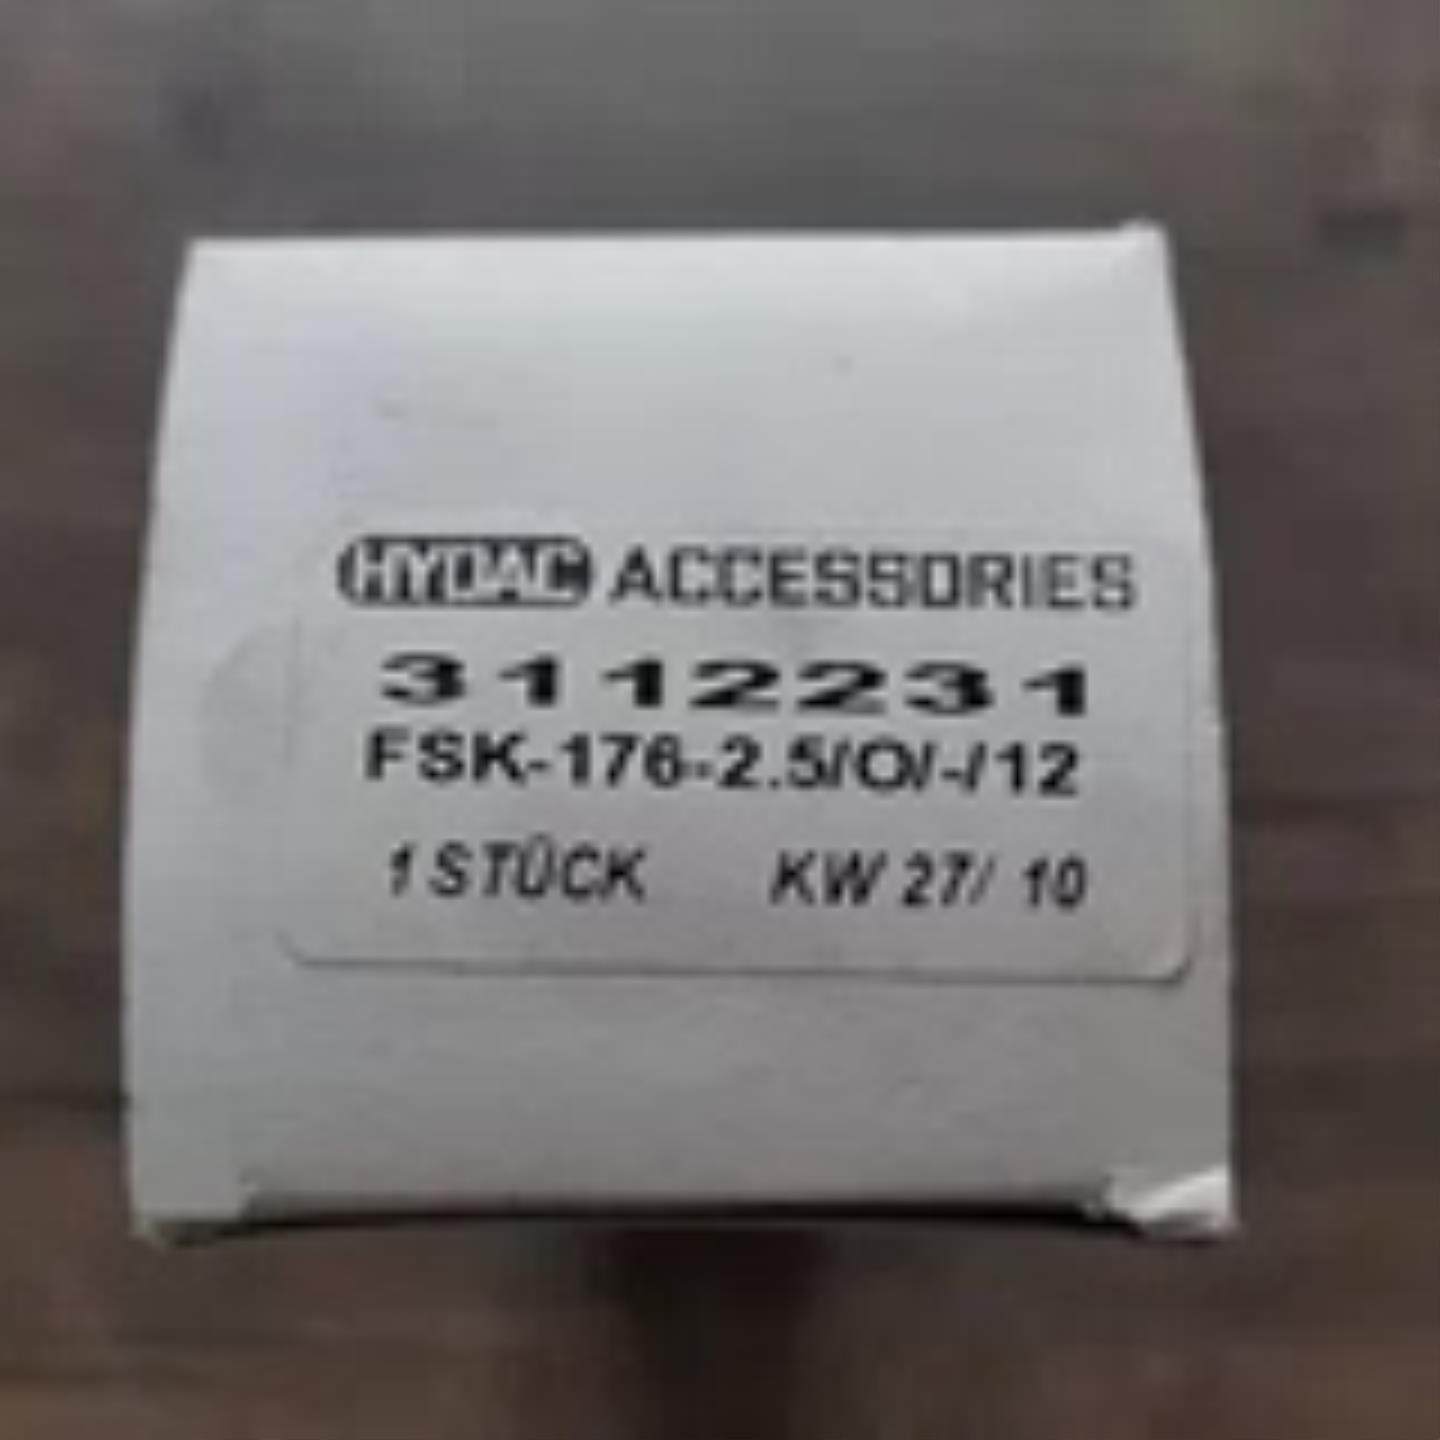 HYDAC ACCESSORIES
3112231
FSK-176-2.5/O/-/12
1 STÜCK KW 27/ 10